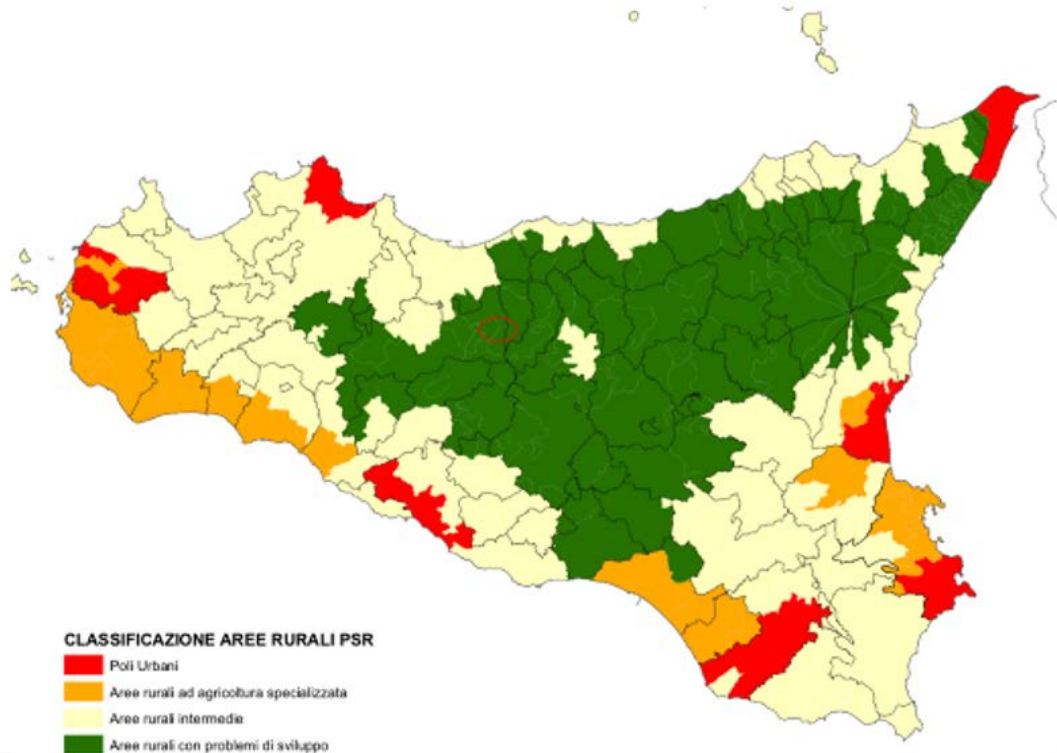 CLASSIFICAZIONE AREE RURALI PSR
Poli Urbani
Aree rurali ad agricoltura specializzata
Aree rurali intermedie
Aree rurali con problemi di sviluppo